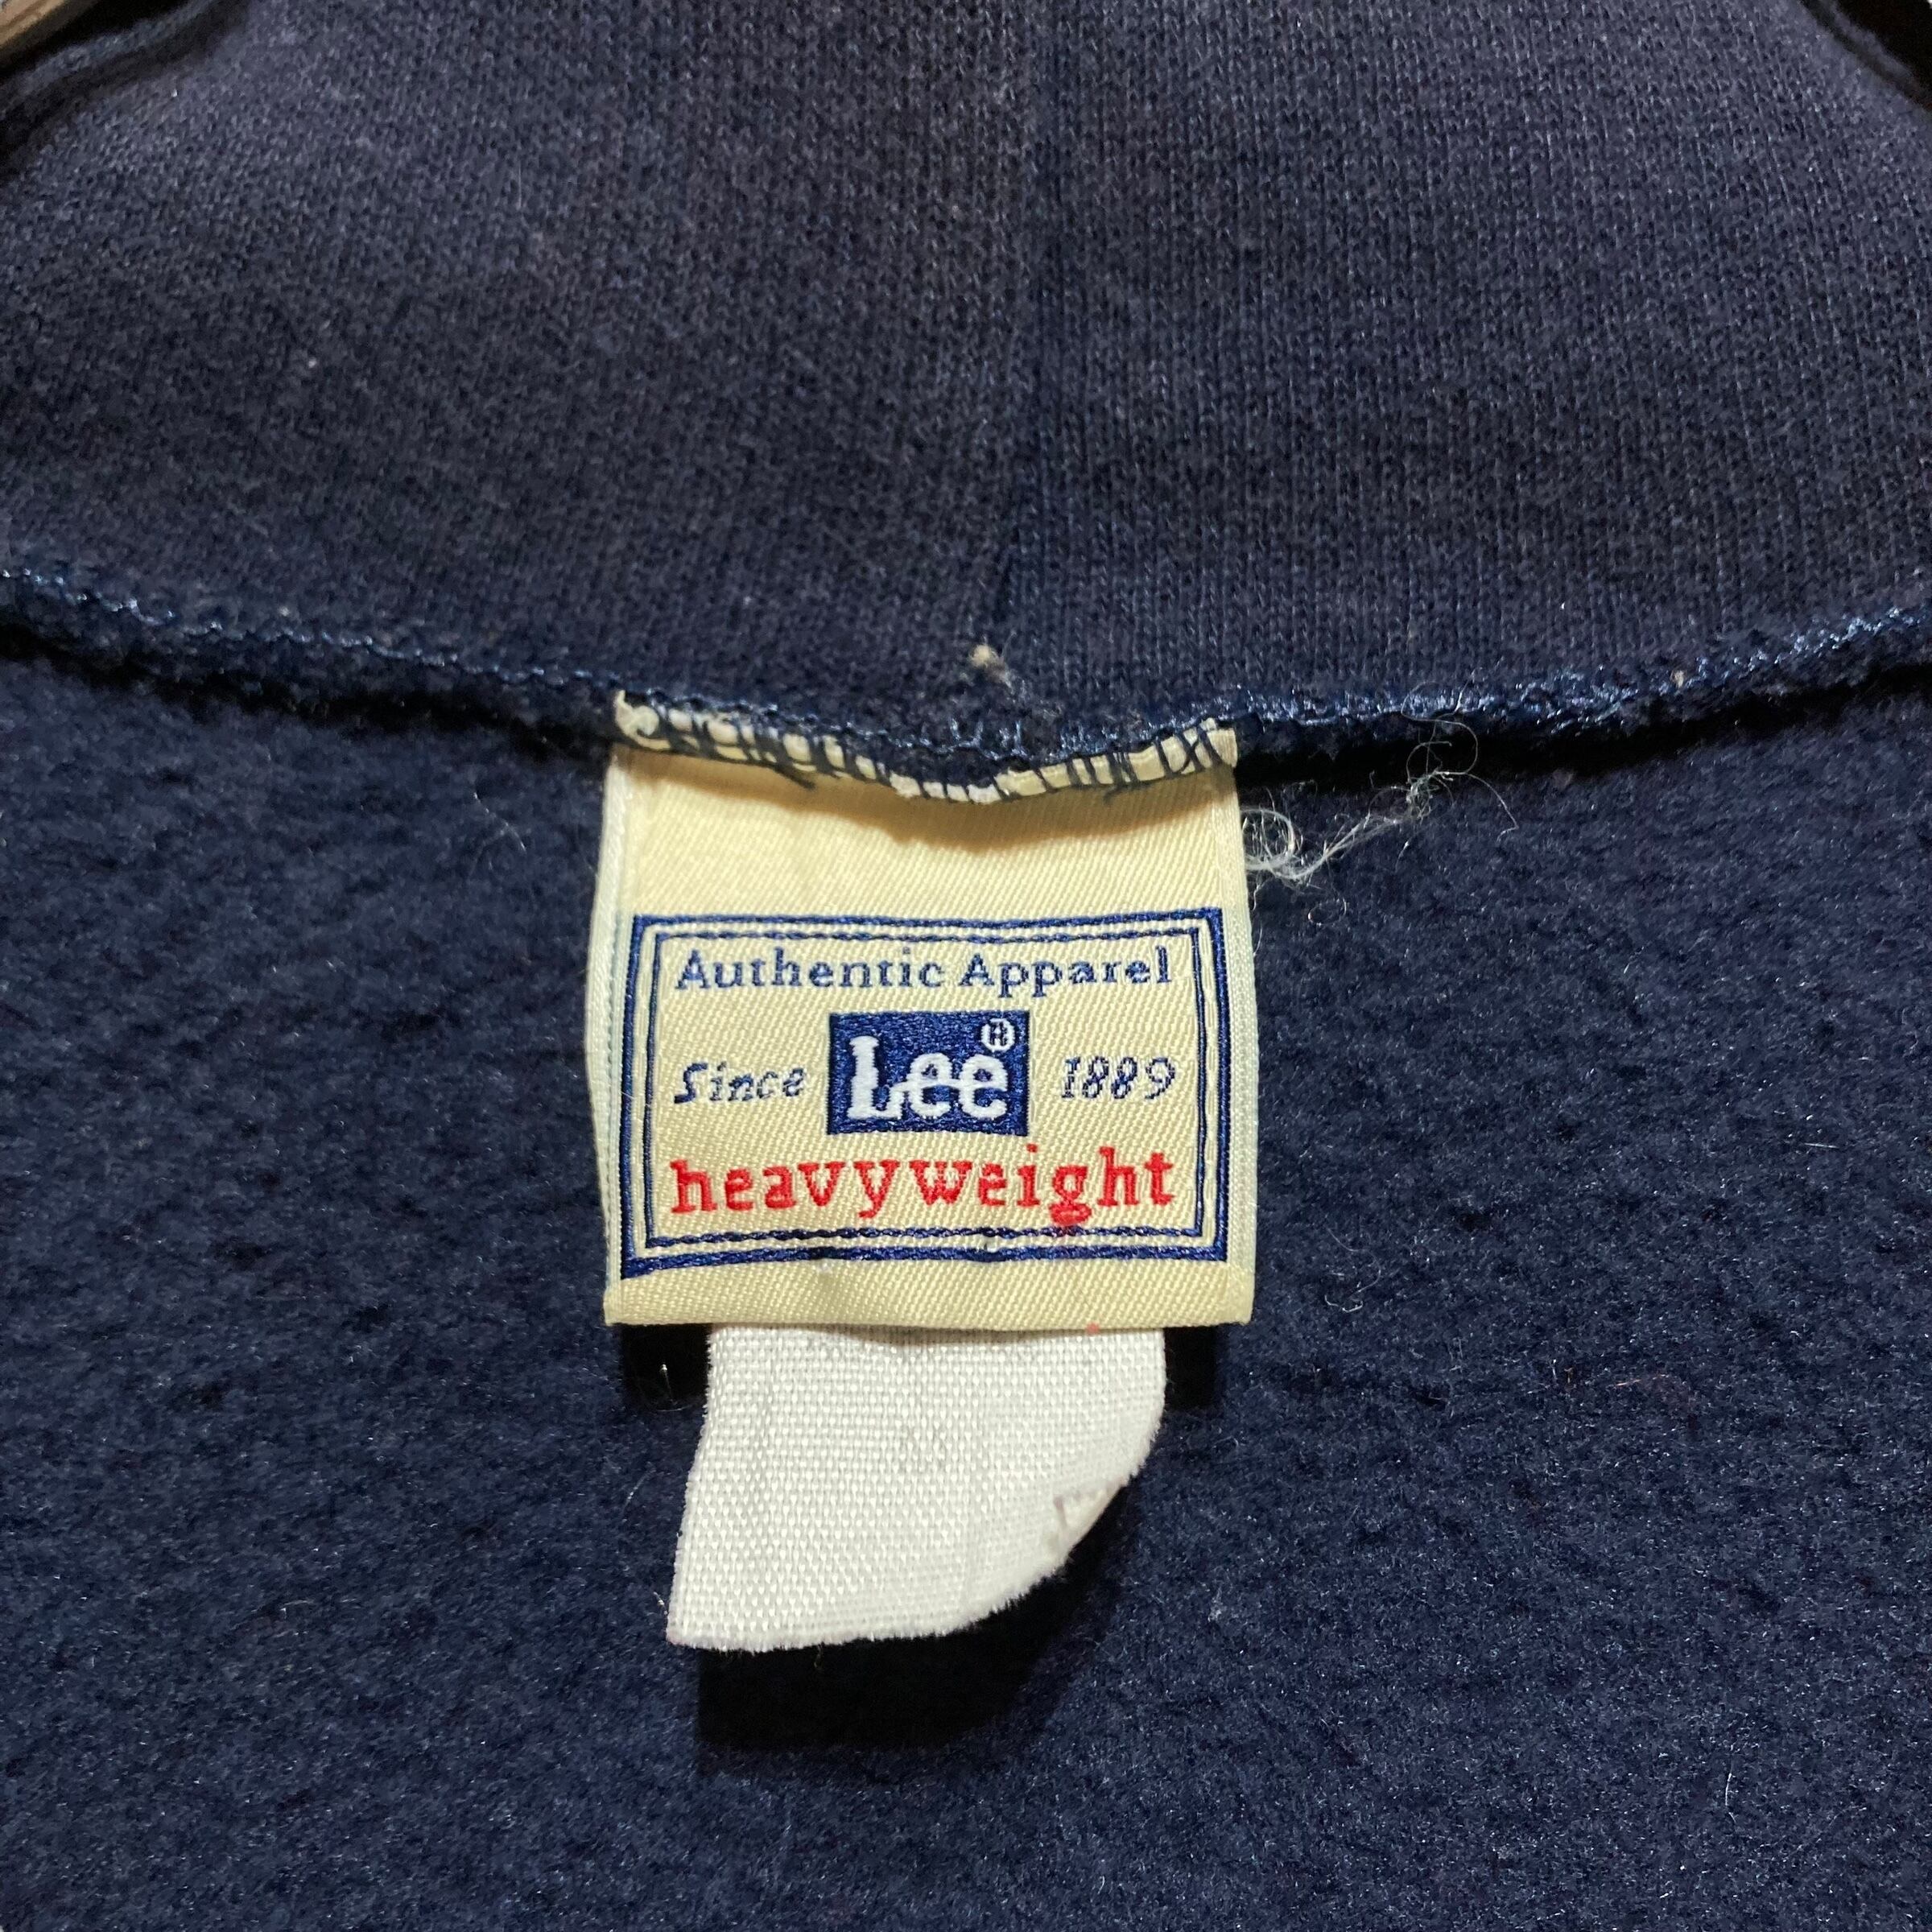 Authentic Apparel
Since Lee® 1889
heavyweight